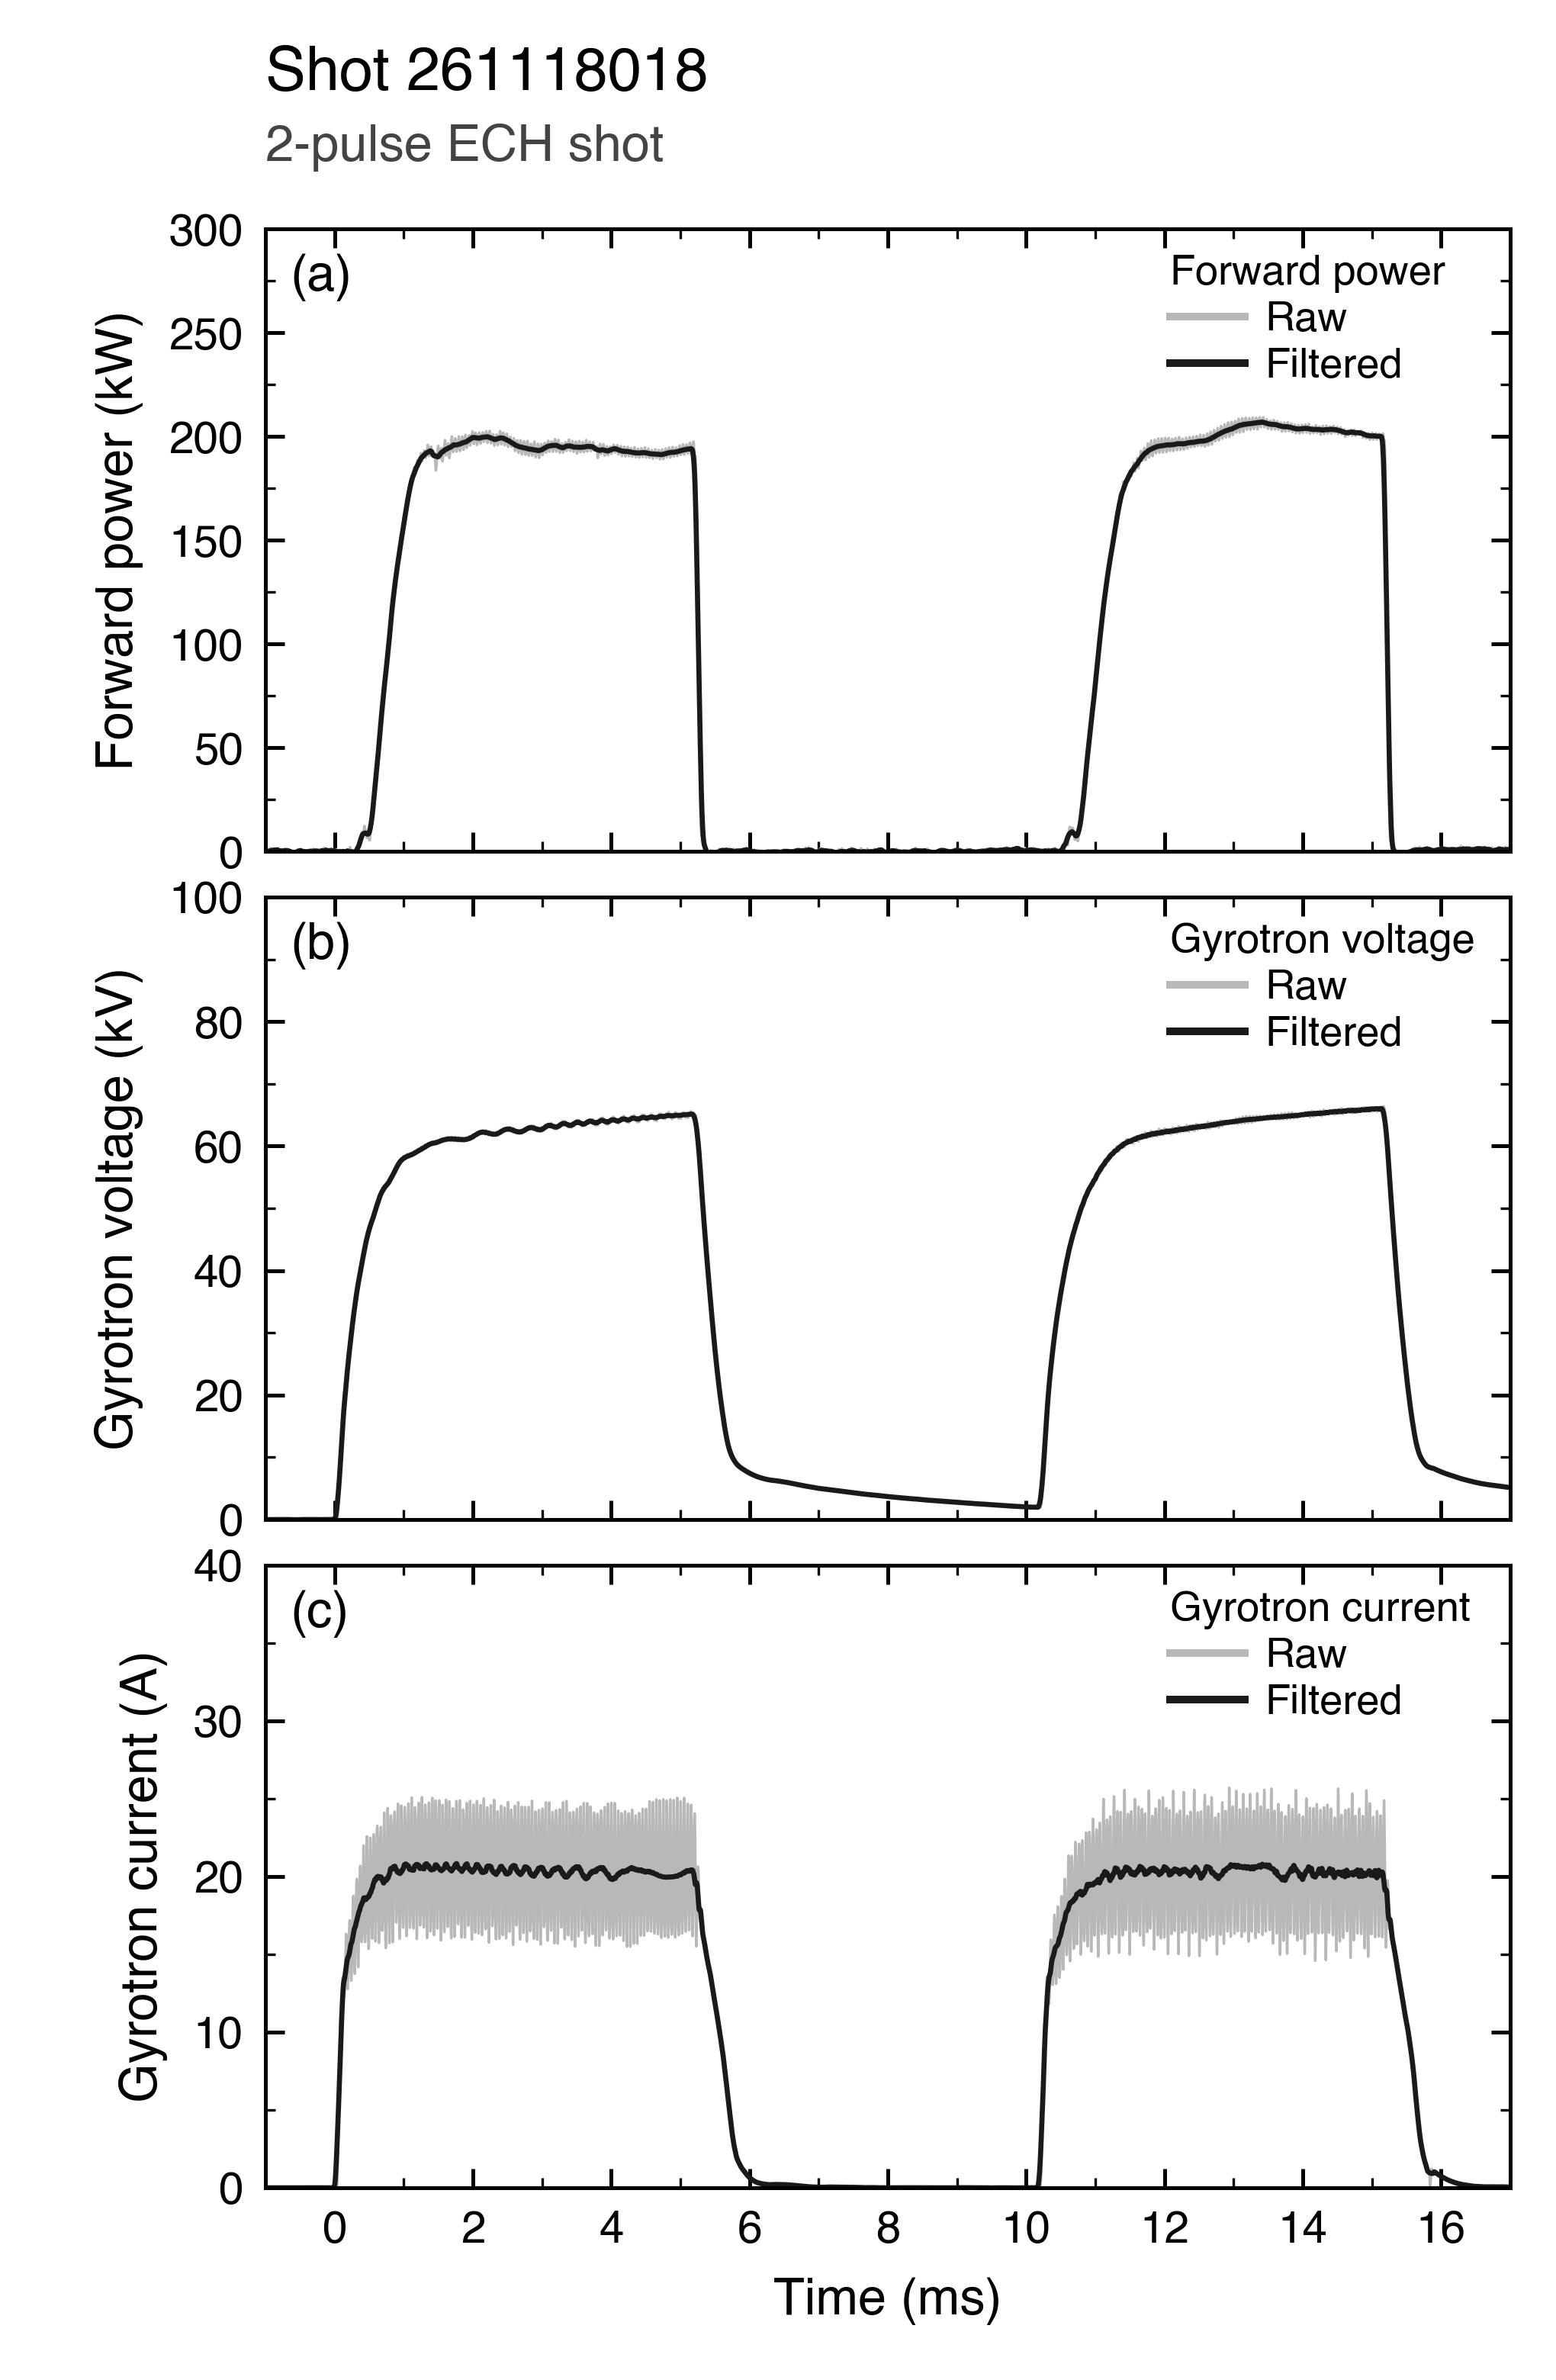 Shot 261118018
2-pulse ECH shot
300
250
200
150
100
50
0
Forward power (kW)
(a)
Forward power
Raw
Filtered
100
80
60
40
20
0
Gyrotron voltage (kV)
(b)
Gyrotron voltage
Raw
Filtered
40
30
20
10
0
Gyrotron current (A)
(c)
Gyrotron current
Raw
Filtered
0 2 4 6 8 10 12 14 16
Time (ms)